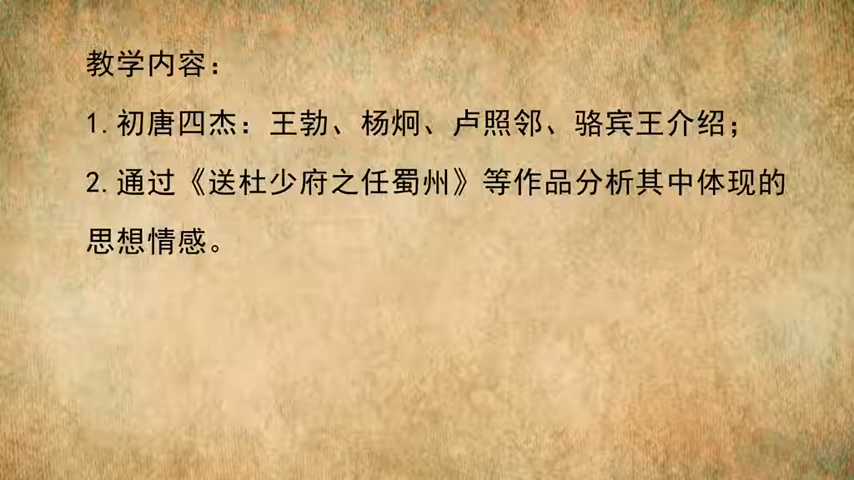 教学内容：
1.初唐四杰：王勃、杨炯、卢照邻、骆宾王介绍；
2.通过《送杜少府之任蜀州》等作品分析其中体现的
思想情感。